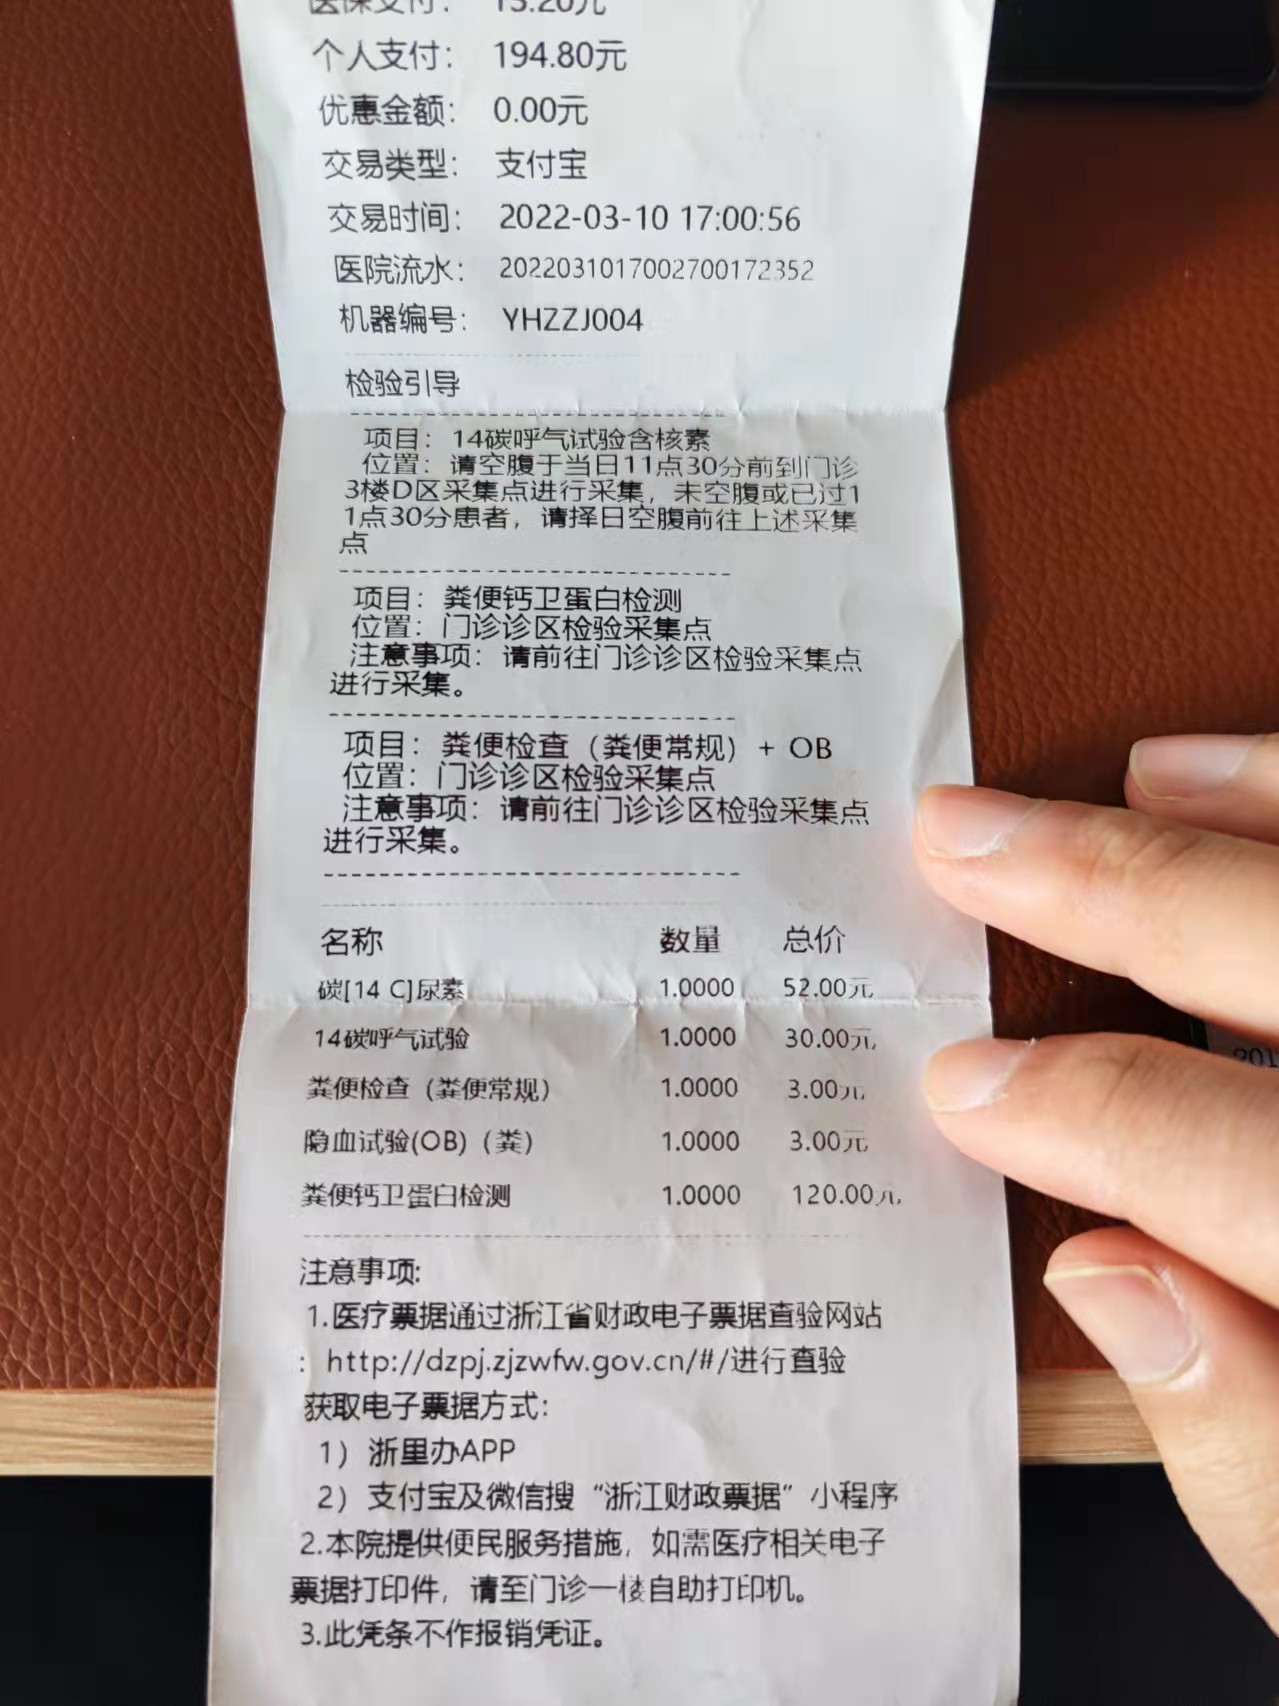 医保支付： 13.20元
个人支付： 194.80元
优惠金额： 0.00元
交易类型： 支付宝
交易时间： 2022-03-10 17:00:56
医院流水： 2022031017002700172352
机器编号： YHZZJ004
检验引导
项目：14碳呼气试验含核素
位置：请空腹于当日11点30分前到门诊
3楼D区采集点进行采集，未空腹或已过1
1点30分患者，请择日空腹前往上述采集
点
项目：粪便钙卫蛋白检测
位置：门诊诊区检验采集点
注意事项：请前往门诊诊区检验采集点
进行采集。
项目：粪便检查（粪便常规）+ OB
位置：门诊诊区检验采集点
注意事项：请前往门诊诊区检验采集点
进行采集。
名称 数量 总价
碳[14 C]尿素 1.0000 52.00元
14碳呼气试验 1.0000 30.00元
粪便检查（粪便常规） 1.0000 3.00元
隐血试验(OB)（粪） 1.0000 3.00元
粪便钙卫蛋白检测 1.0000 120.00元
注意事项:
1.医疗票据通过浙江省财政电子票据查验网站
：http://dzpj.zjzwfw.gov.cn/#/进行查验
获取电子票据方式：
1）浙里办APP
2）支付宝及微信搜“浙江财政票据”小程序
2.本院提供便民服务措施，如需医疗相关电子
票据打印件，请至门诊一楼自助打印机。
3.此凭条不作报销凭证。